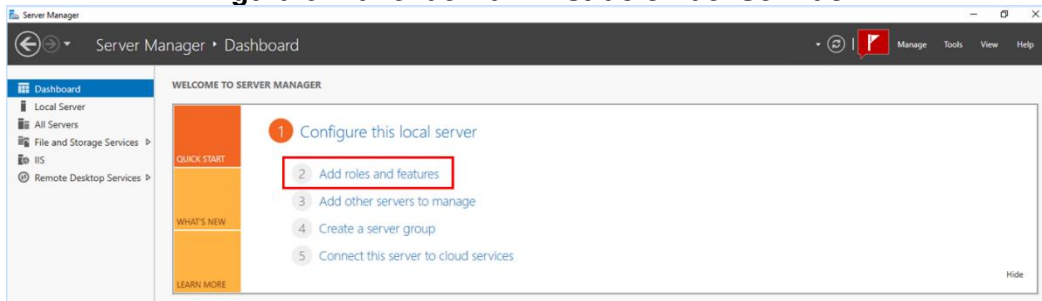 Server Manager
Server Manager • Dashboard
Manage Tools View Help
Dashboard
Local Server
All Servers
File and Storage Services
IIS
Remote Desktop Services
WELCOME TO SERVER MANAGER
QUICK START
WHAT'S NEW
LEARN MORE
1 Configure this local server
2 Add roles and features
3 Add other servers to manage
4 Create a server group
5 Connect this server to cloud services
Hide